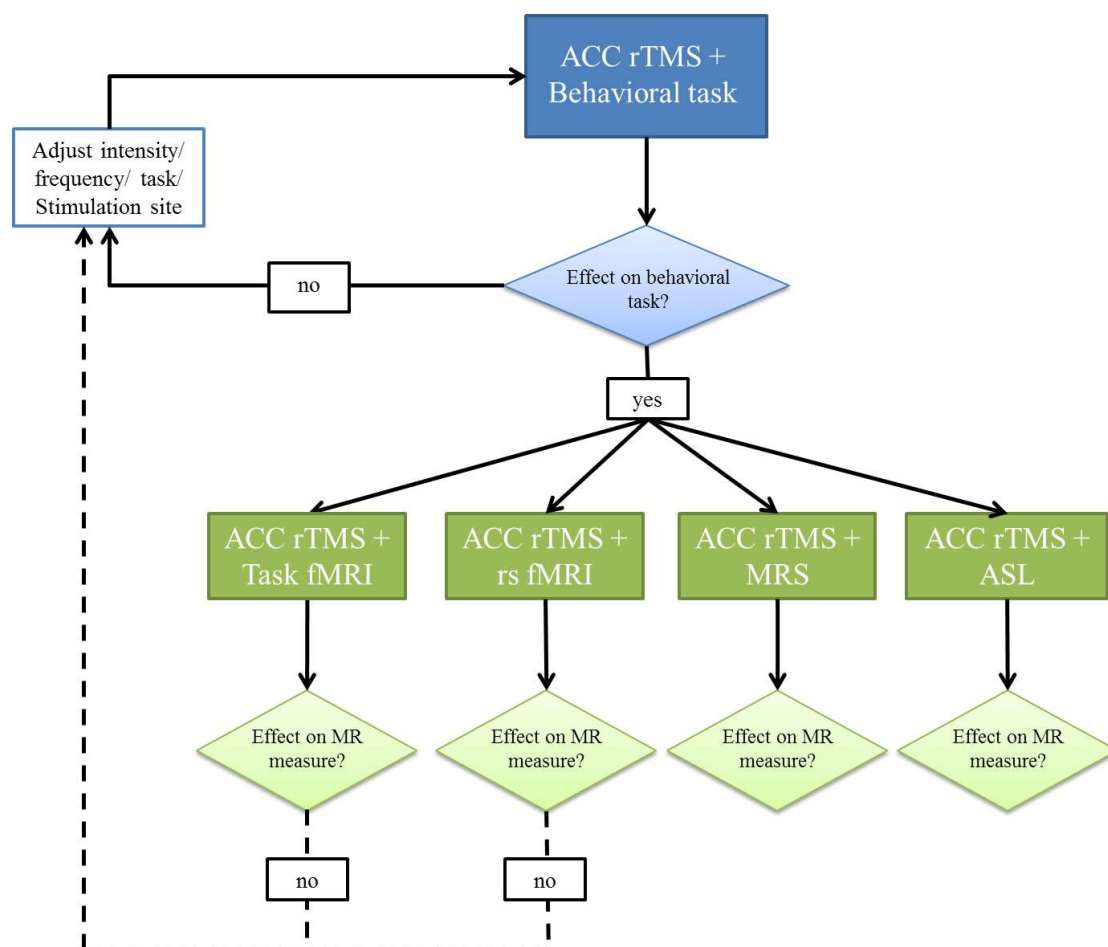 ACC rTMS +
Behavioral task
Adjust intensity/
frequency/ task/
Stimulation site
Effect on behavioral
task?
no
yes
ACC rTMS +
Task fMRI
ACC rTMS +
rs fMRI
ACC rTMS +
MRS
ACC rTMS +
ASL
Effect on MR
measure?
Effect on MR
measure?
Effect on MR
measure?
Effect on MR
measure?
no
no